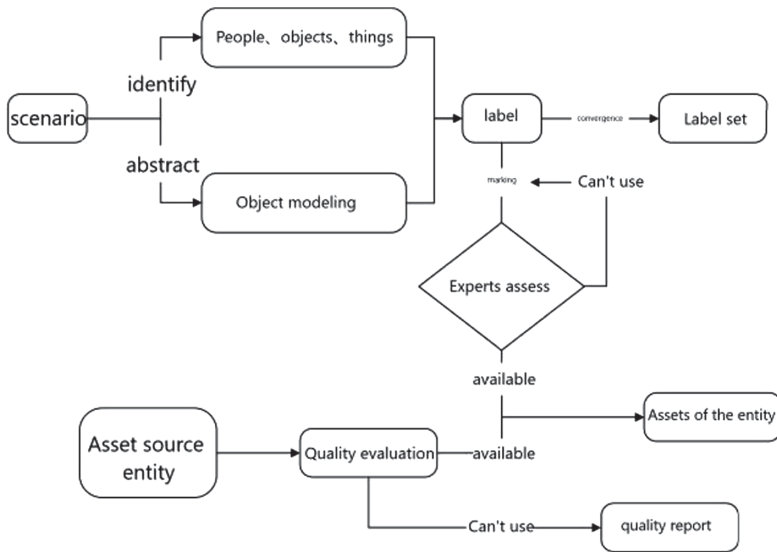 People、objects、things
identify
scenario
label
convergence
Label set
abstract
marking
Can't use
Object modeling
Experts assess
available
Assets of the entity
Asset source
entity
Quality evaluation
available
Can't use
quality report